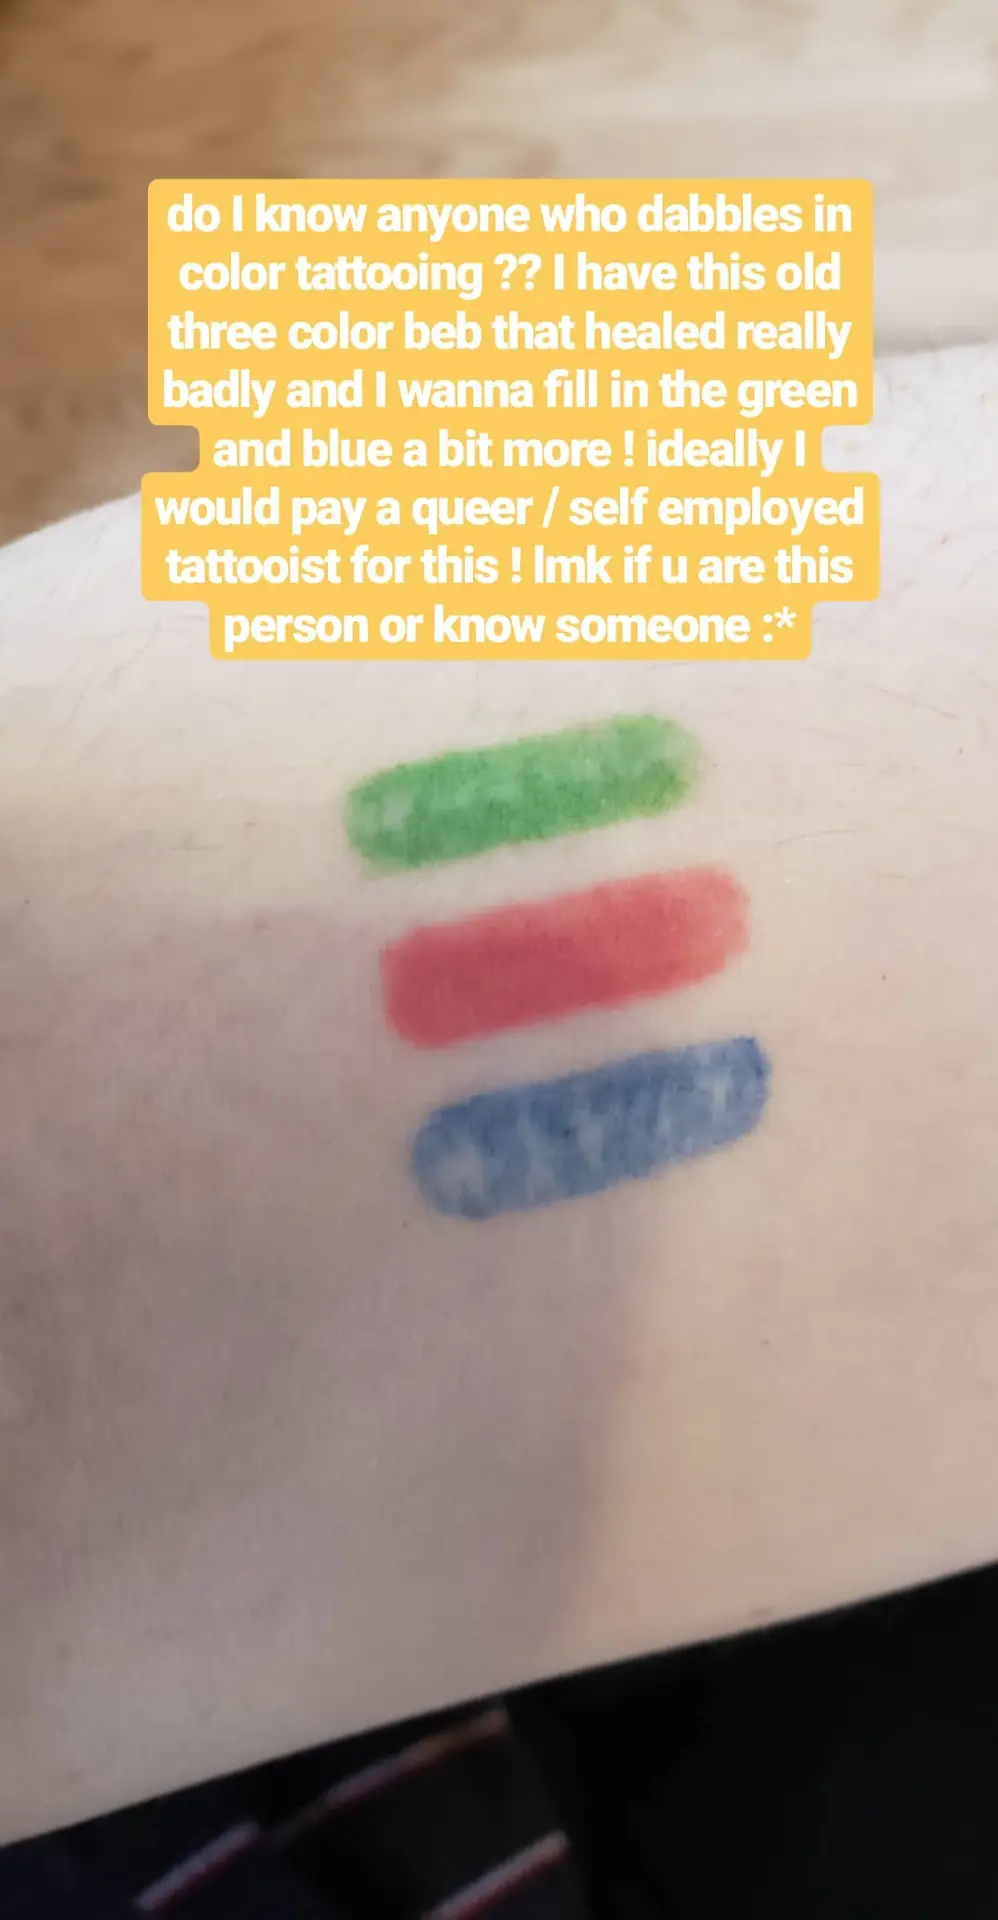 do I know anyone who dabbles in
color tattooing ?? I have this old
three color beb that healed really
badly and I wanna fill in the green
and blue a bit more ! ideally I
would pay a queer / self employed
tattooist for this ! lmk if u are this
person or know someone :*